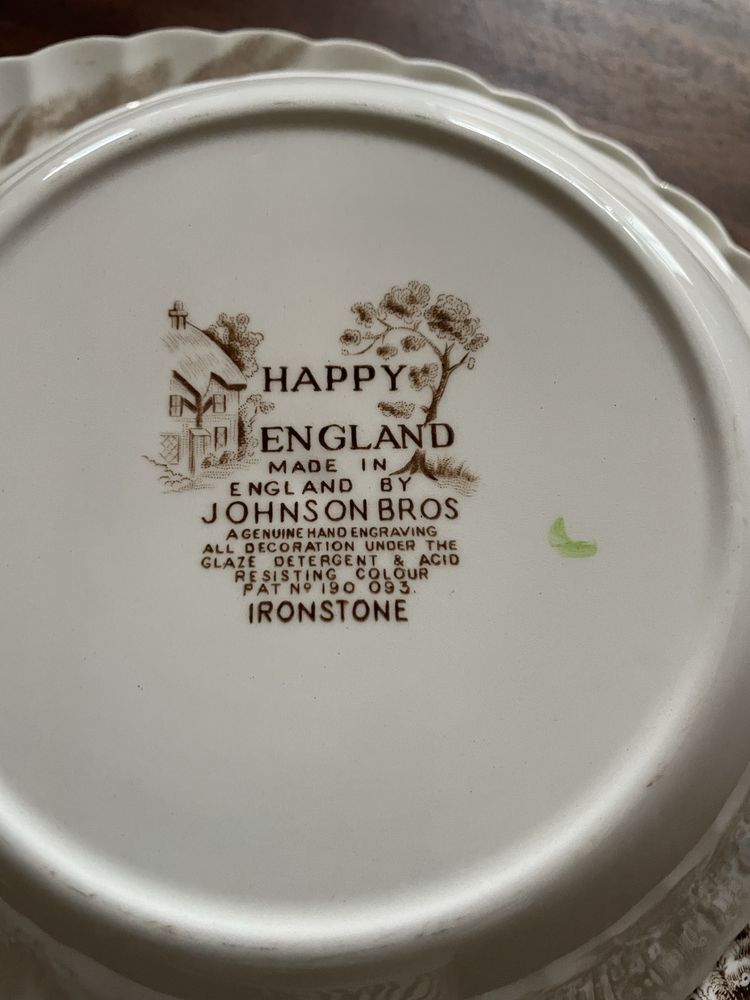 HAPPY
ENGLAND
MADE IN
ENGLAND BY
JOHNSON BROS
A GENUINE HAND ENGRAVING
ALL DECORATION UNDER THE
GLAZE DETERGENT & ACID
RESISTING COLOUR
PAT Nº 190 093.
IRONSTONE